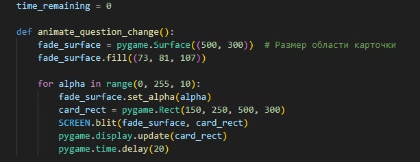 time_remaining = 0
def animate_question_change():
    fade_surface = pygame.Surface((500, 300))  # Размер области карточки
    fade_surface.fill((73, 81, 107))
    for alpha in range(0, 255, 10):
        fade_surface.set_alpha(alpha)
        card_rect = pygame.Rect(150, 250, 500, 300)
        SCREEN.blit(fade_surface, card_rect)
        pygame.display.update(card_rect)
        pygame.time.delay(20)